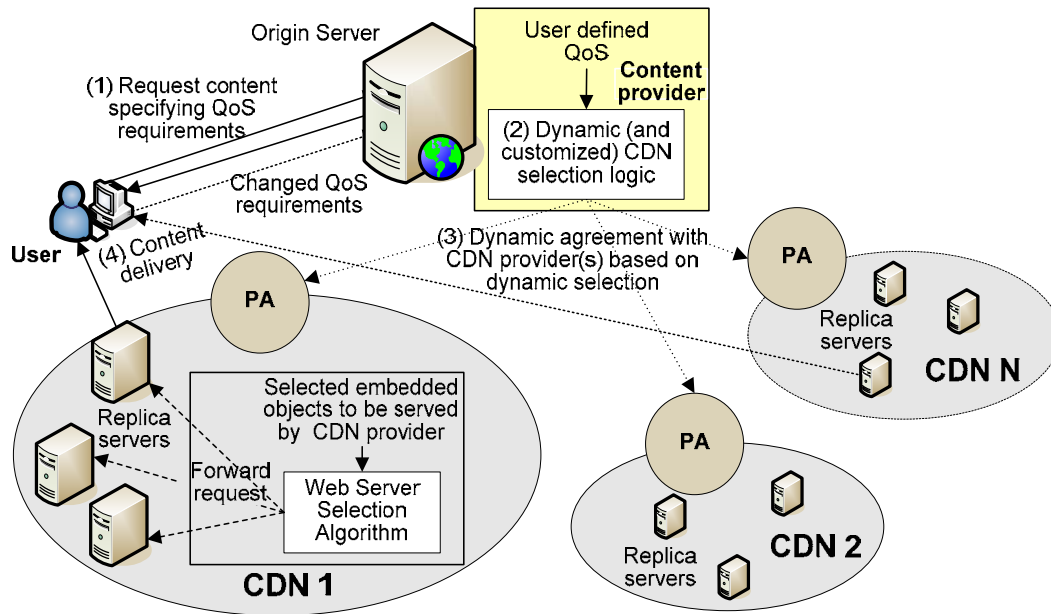 Origin Server
User defined
QoS
Content
provider
(1) Request content
specifying QoS
requirements
(2) Dynamic (and
customized) CDN
selection logic
Changed QoS
requirements
User
(4) Content
delivery
(3) Dynamic agreement with
CDN provider(s) based on
dynamic selection
PA
PA
Replica
servers
CDN N
Selected embedded
objects to be served
by CDN provider
Replica
servers
Forward
request
Web Server
Selection
Algorithm
CDN 1
PA
Replica
servers
CDN 2